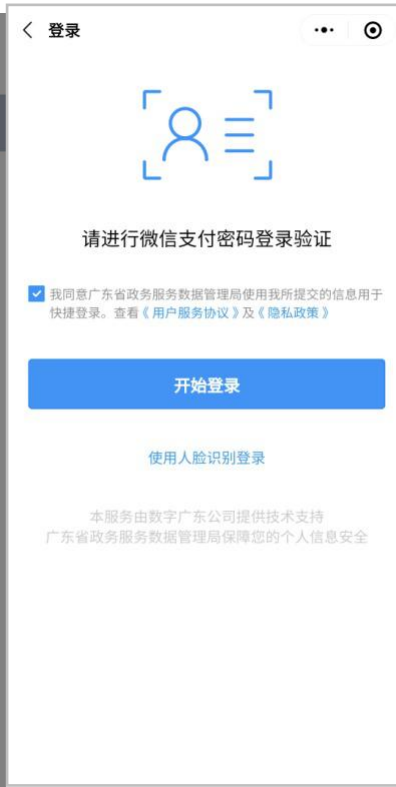 登录
请进行微信支付密码登录验证
我同意广东省政务服务数据管理局使用我所提交的信息用于
快捷登录。查看《用户服务协议》及《隐私政策》
开始登录
使用人脸识别登录
本服务由数字广东公司提供技术支持
广东省政务服务数据管理局保障您的个人信息安全